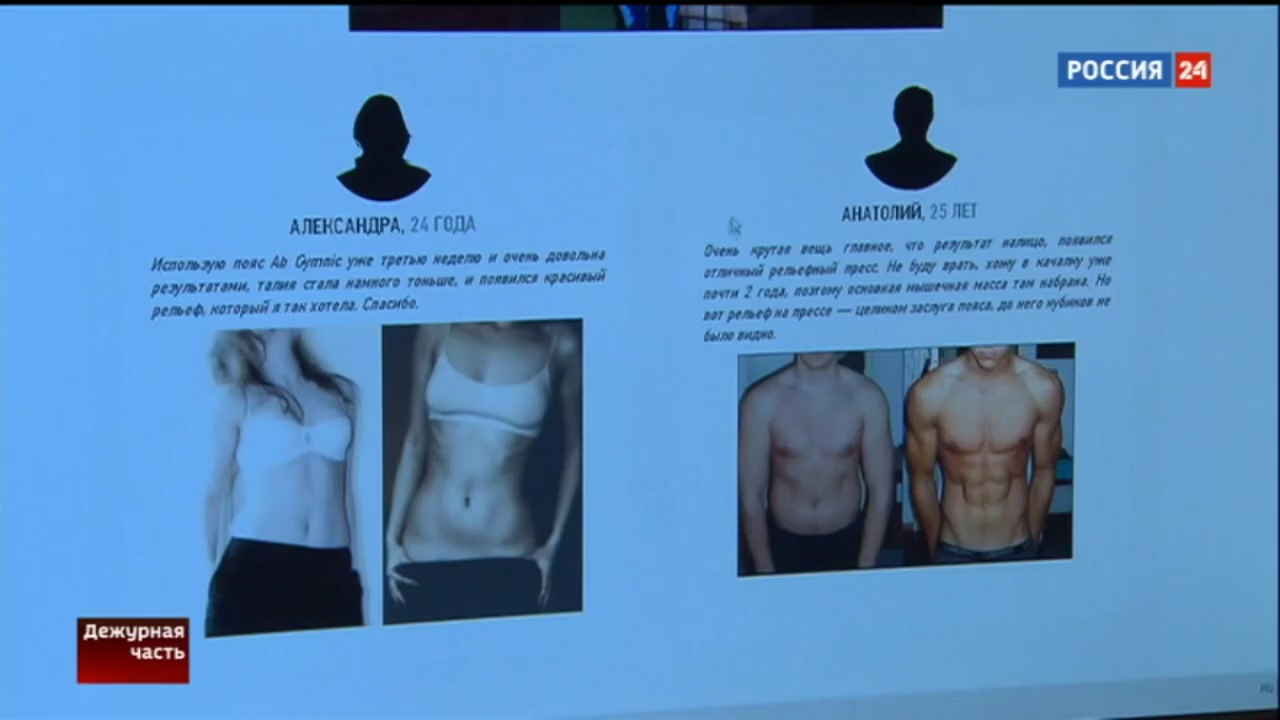 РОССИЯ 24
АЛЕКСАНДРА, 24 ГОДА
Использую пояс Ab Gymnic уже третью неделю и очень довольна
результатами, талия стала намного тоньше, и появился красивый
рельеф, который я так хотела. Спасибо.
АНАТОЛИЙ, 25 ЛЕТ
Очень крутая вещь главное, что результат налицо, появился
отличный рельефный пресс. Не буду врать, хожу в качалку уже
почти 2 года, поэтому основная мышечная масса там набрана. Но
вот рельеф на прессе — целиком заслуга пояса, до него кубиков не
было видно.
Дежурная
часть